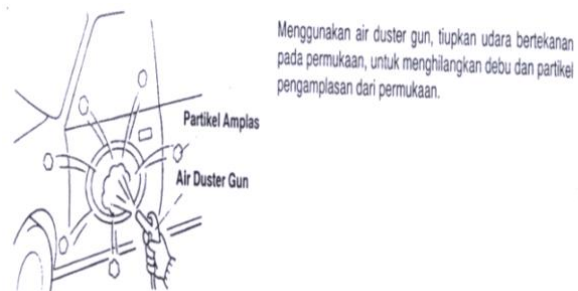 Menggunakan air duster gun, tiupkan udara bertekanan
pada permukaan, untuk menghilangkan debu dan partikel
pengamplasan dari permukaan.
Partikel Amplas
Air Duster Gun